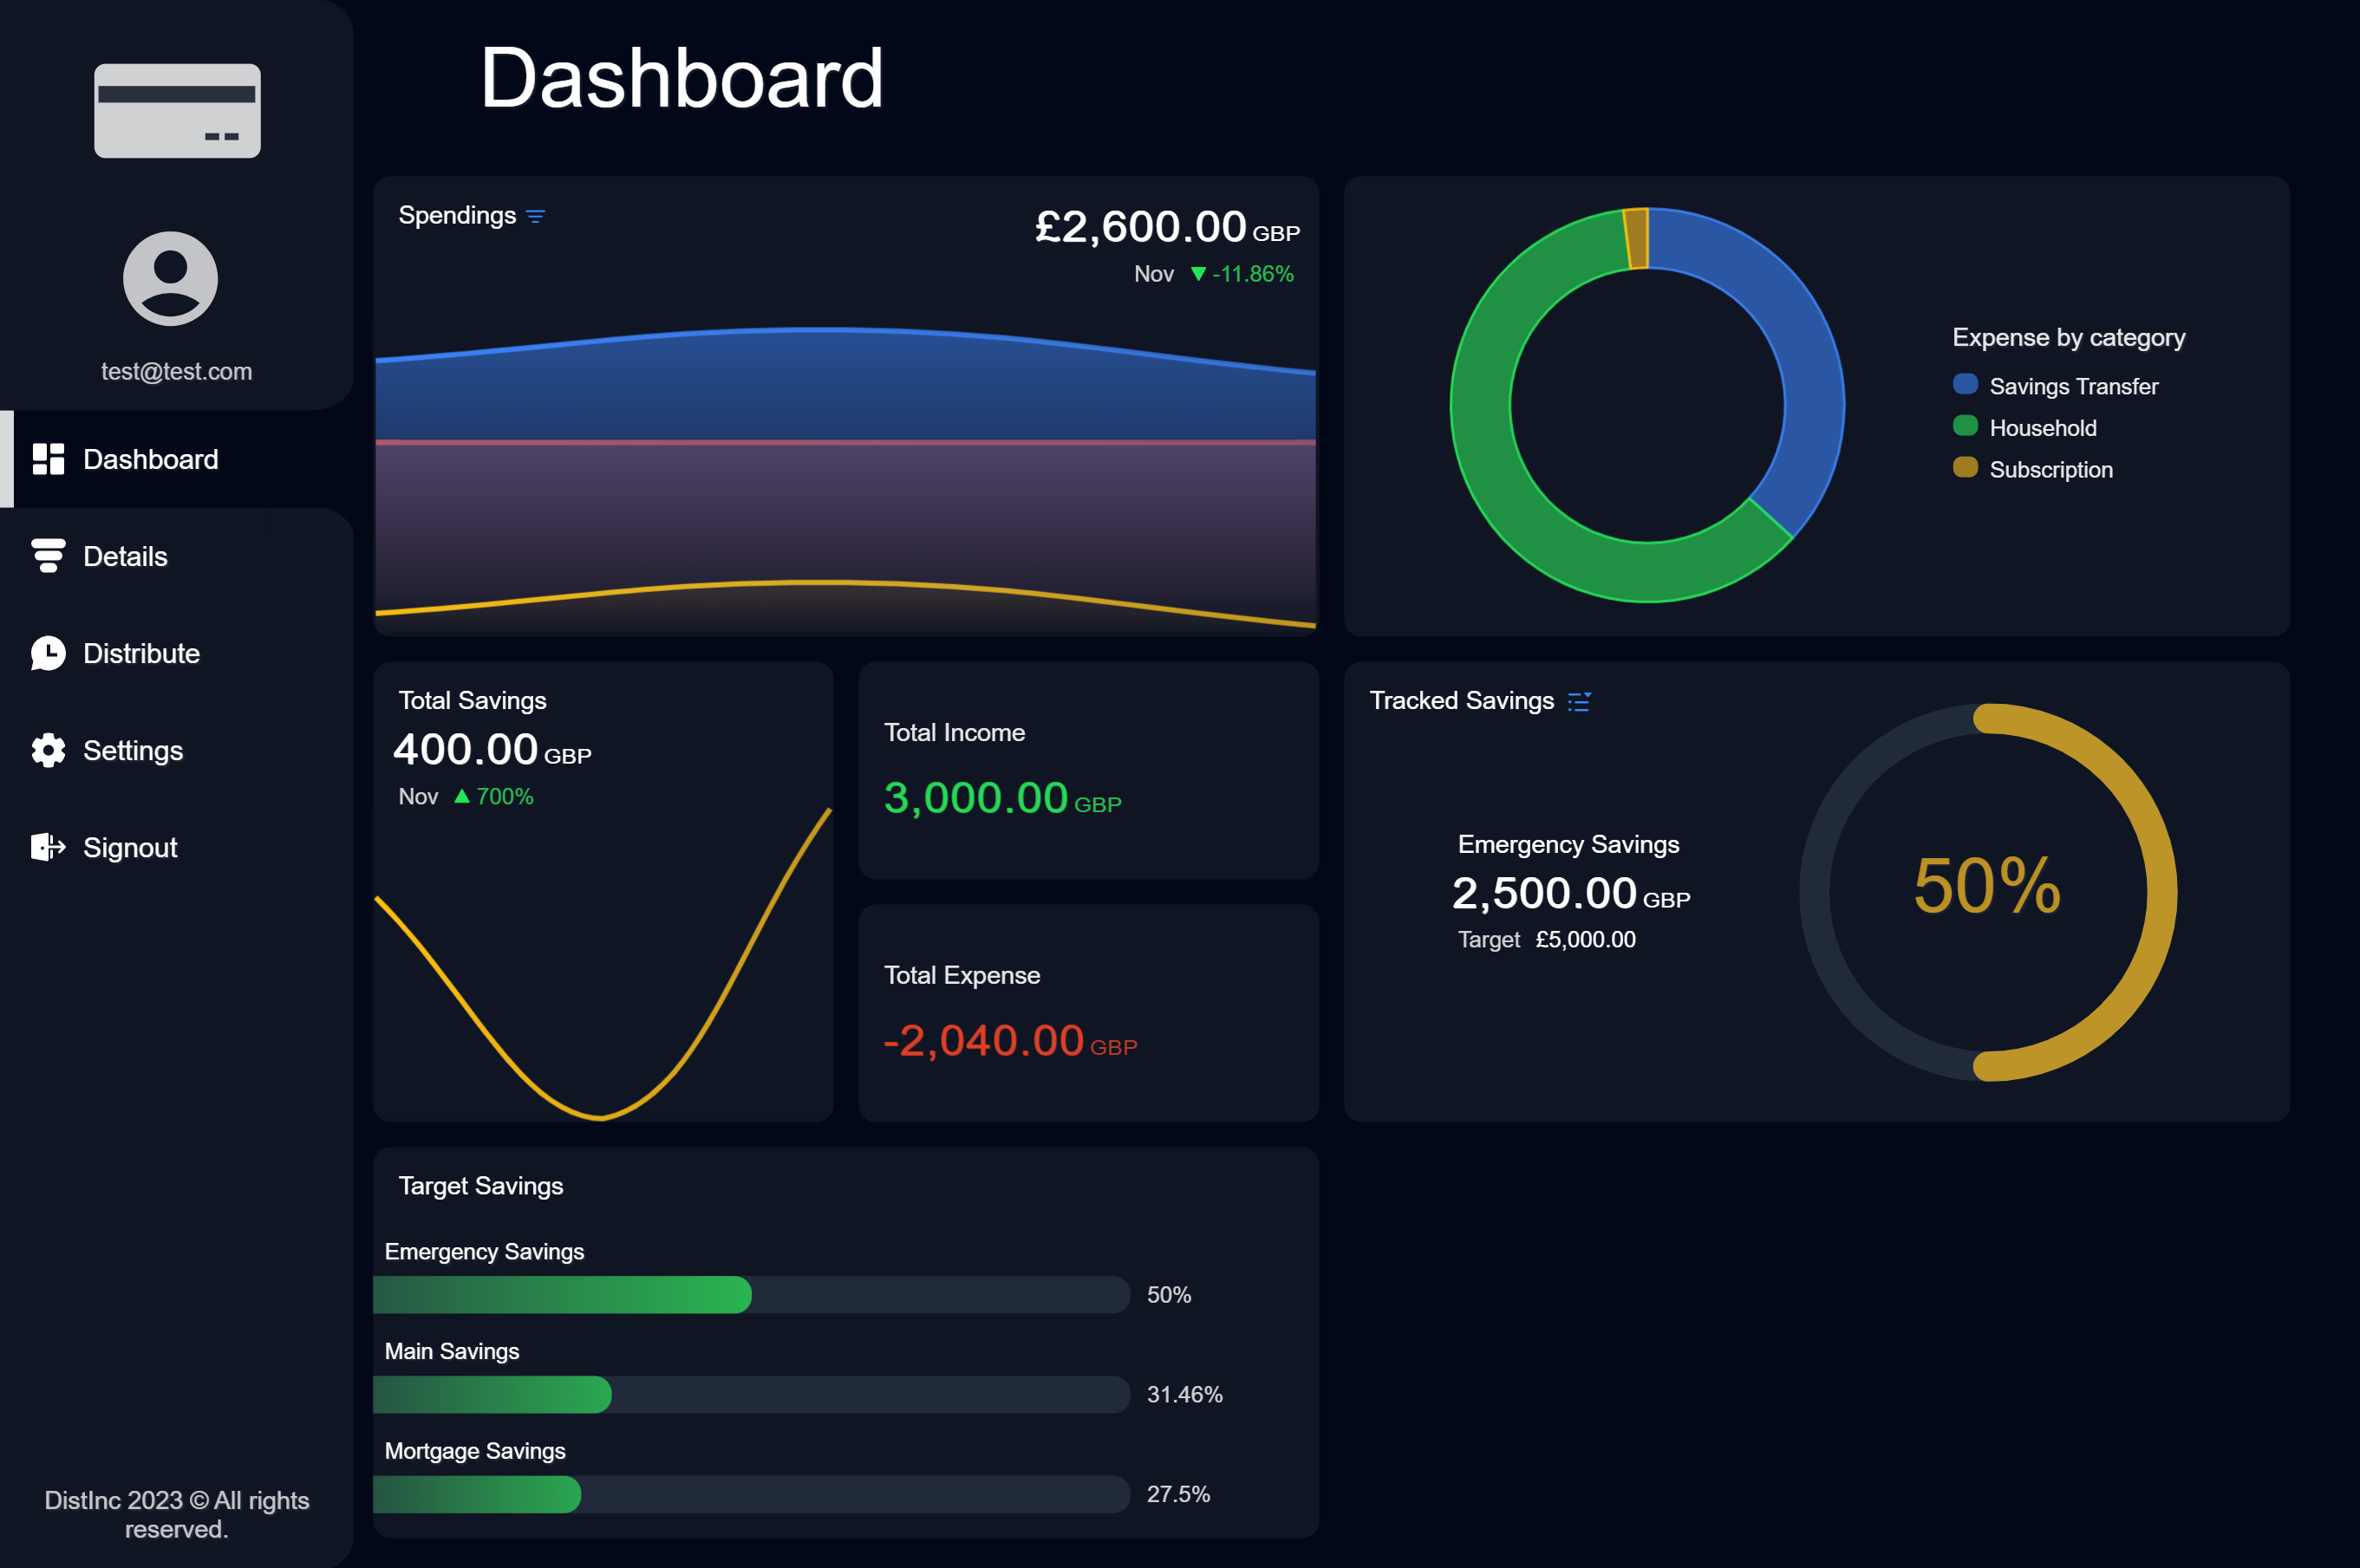 test@test.com
Dashboard
Details
Distribute
Settings
Signout
DistInc 2023 © All rights
reserved.
Dashboard
Spendings
£2,600.00 GBP
Nov ▼ -11.86%
Expense by category
Savings Transfer
Household
Subscription
Total Savings
400.00 GBP
Nov ▲ 700%
Total Income
3,000.00 GBP
Total Expense
-2,040.00 GBP
Tracked Savings
Emergency Savings
2,500.00 GBP
Target £5,000.00
50%
Target Savings
Emergency Savings
50%
Main Savings
31.46%
Mortgage Savings
27.5%